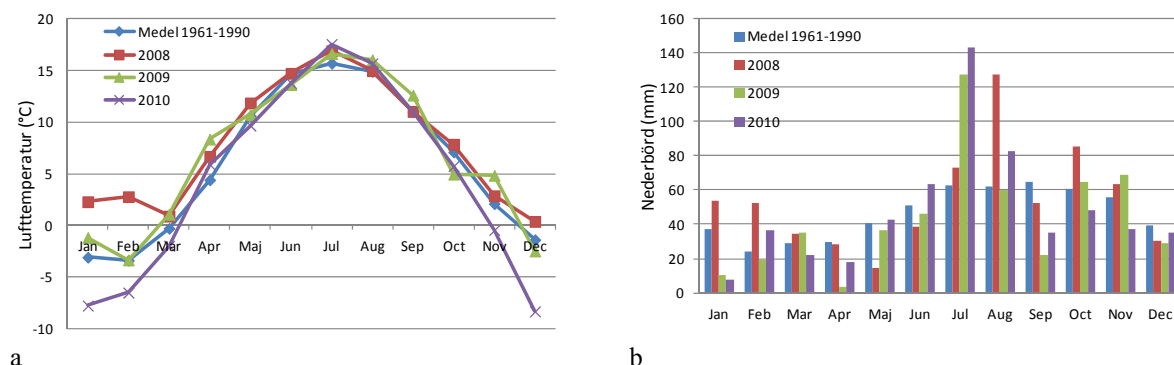 20
15
10
5
0
-5
-10
Lufttemperatur (°C)
Medel 1961-1990
2008
2009
2010
Jan Feb Mar Apr Maj Jun Jul Aug Sep Oct Nov Dec
a
160
140
120
100
80
60
40
20
0
Nederbörd (mm)
Medel 1961-1990
2008
2009
2010
Jan Feb Mar Apr Maj Jun Jul Aug Sep Oct Nov Dec
b